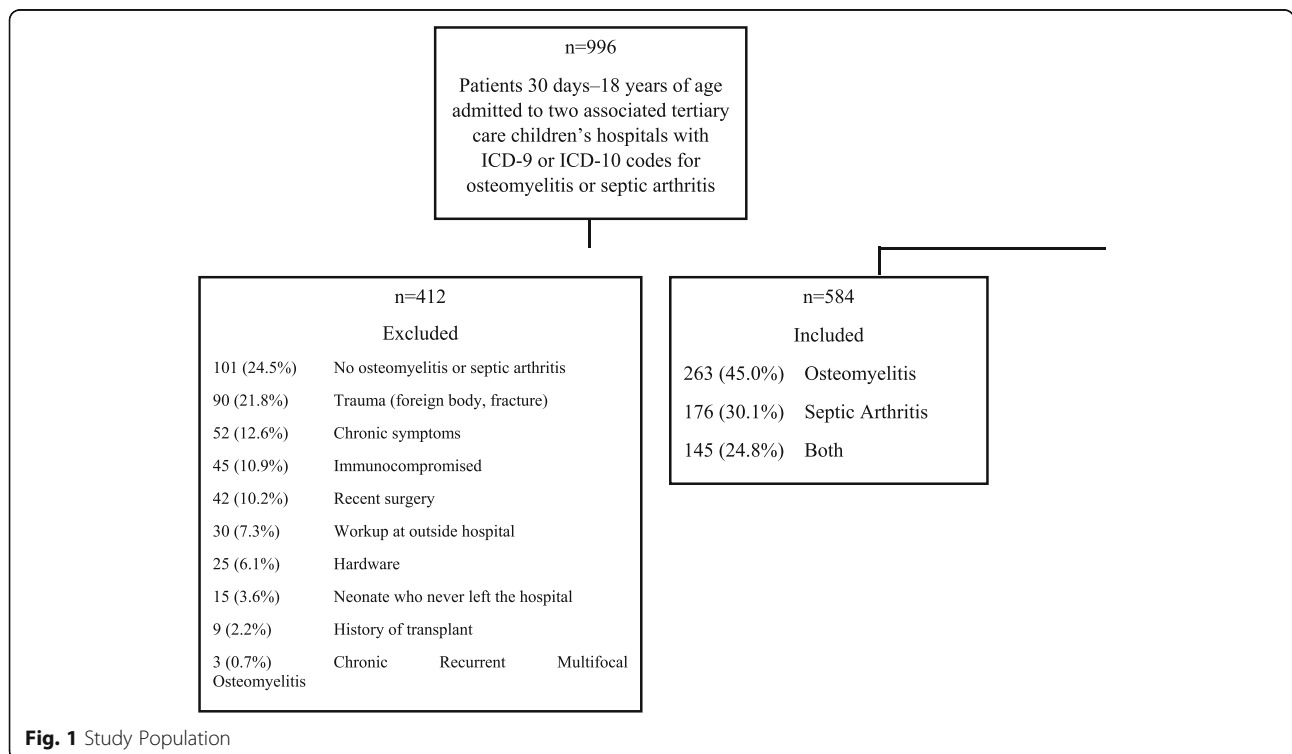 n=996
Patients 30 days–18 years of age
admitted to two associated tertiary
care children's hospitals with
ICD-9 or ICD-10 codes for
osteomyelitis or septic arthritis
n=412
Excluded
101 (24.5%) No osteomyelitis or septic arthritis
90 (21.8%) Trauma (foreign body, fracture)
52 (12.6%) Chronic symptoms
45 (10.9%) Immunocompromised
42 (10.2%) Recent surgery
30 (7.3%) Workup at outside hospital
25 (6.1%) Hardware
15 (3.6%) Neonate who never left the hospital
9 (2.2%) History of transplant
3 (0.7%) Chronic Recurrent Multifocal
Osteomyelitis
n=584
Included
263 (45.0%) Osteomyelitis
176 (30.1%) Septic Arthritis
145 (24.8%) Both
Fig. 1 Study Population